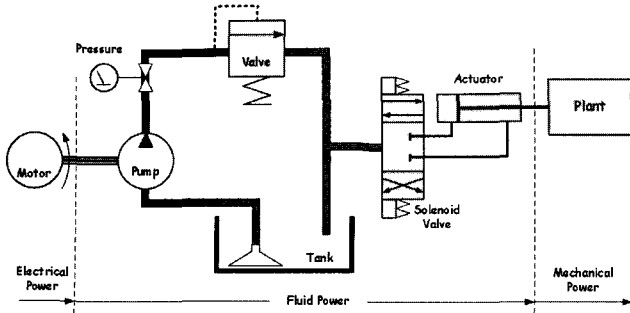 Pressure
Valve
Actuator
Plant
Motor
Pump
Solenoid
Valve
Tank
Electrical
Power
Fluid Power
Mechanical
Power